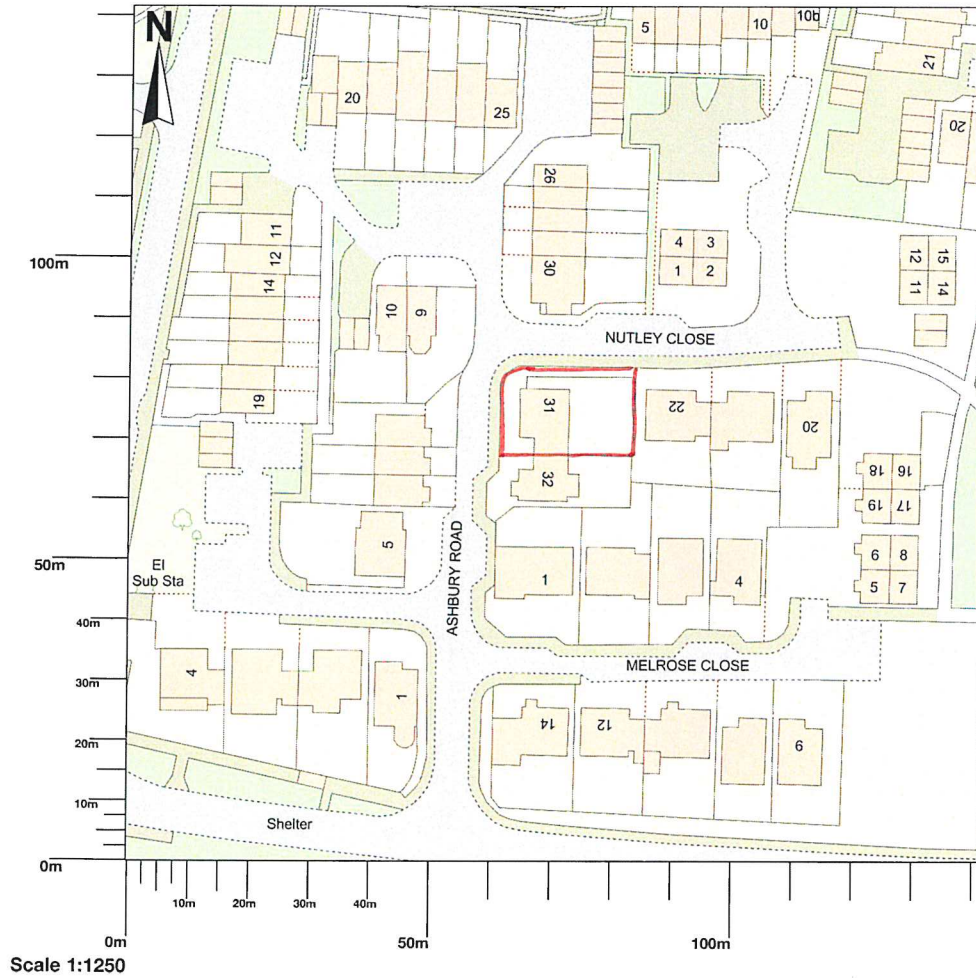 N
5
10
10b
21
20
25
20
26
11
12
14
4
3
1
2
12
15
11
14
30
10
9
100m
NUTLEY CLOSE
19
31
22
20
32
18
16
19
17
5
ASHBURY ROAD
1
4
6
8
5
7
50m
El
Sub Sta
40m
MELROSE CLOSE
30m
4
1
14
12
9
20m
10m
Shelter
0m
10m
20m
30m
40m
0m
50m
100m
Scale 1:1250